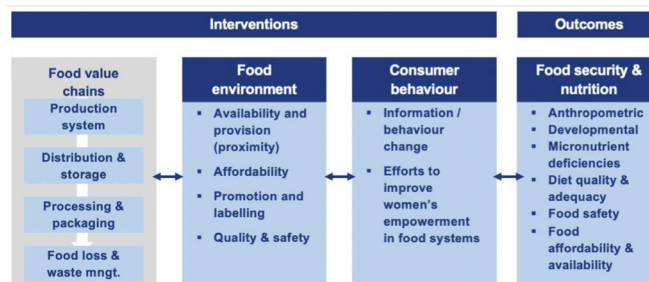 Interventions
Outcomes
Food value
chains
Production
system
Distribution &
storage
Processing &
packaging
Food loss &
waste mngt.
Food
environment
▪ Availability and
provision
(proximity)
▪ Affordability
▪ Promotion and
labelling
▪ Quality & safety
Consumer
behaviour
▪ Information /
behaviour
change
▪ Efforts to
improve
women's
empowerment
in food systems
Food security &
nutrition
▪ Anthropometric
▪ Developmental
▪ Micronutrient
deficiencies
▪ Diet quality &
adequacy
▪ Food safety
▪ Food
affordability &
availability